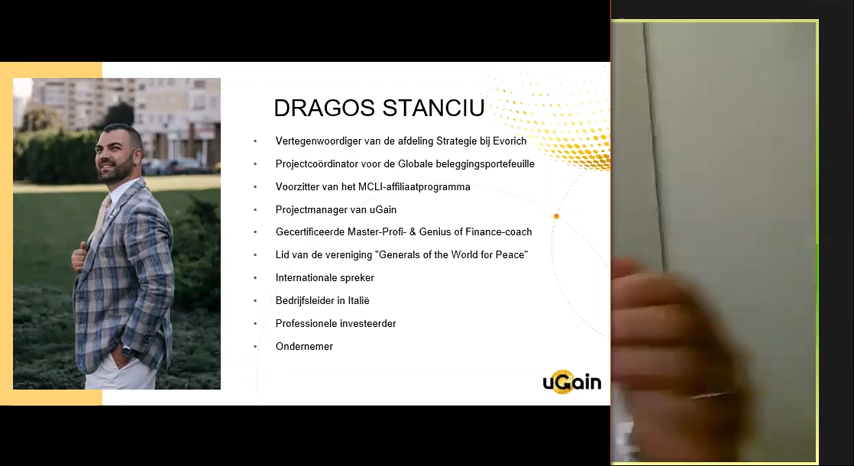 DRAGOS STANCIU
Vertegenwoordiger van de afdeling Strategie bij Evorich
Projectcoördinator voor de Globale beleggingsportefeuille
Voorzitter van het MCLI-affiliaatprogramma
Projectmanager van uGain
Gecertificeerde Master-Profi- & Genius of Finance-coach
Lid van de vereniging "Generals of the World for Peace"
Internationale spreker
Bedrijfsleider in Italië
Professionele investeerder
Ondernemer
uGain